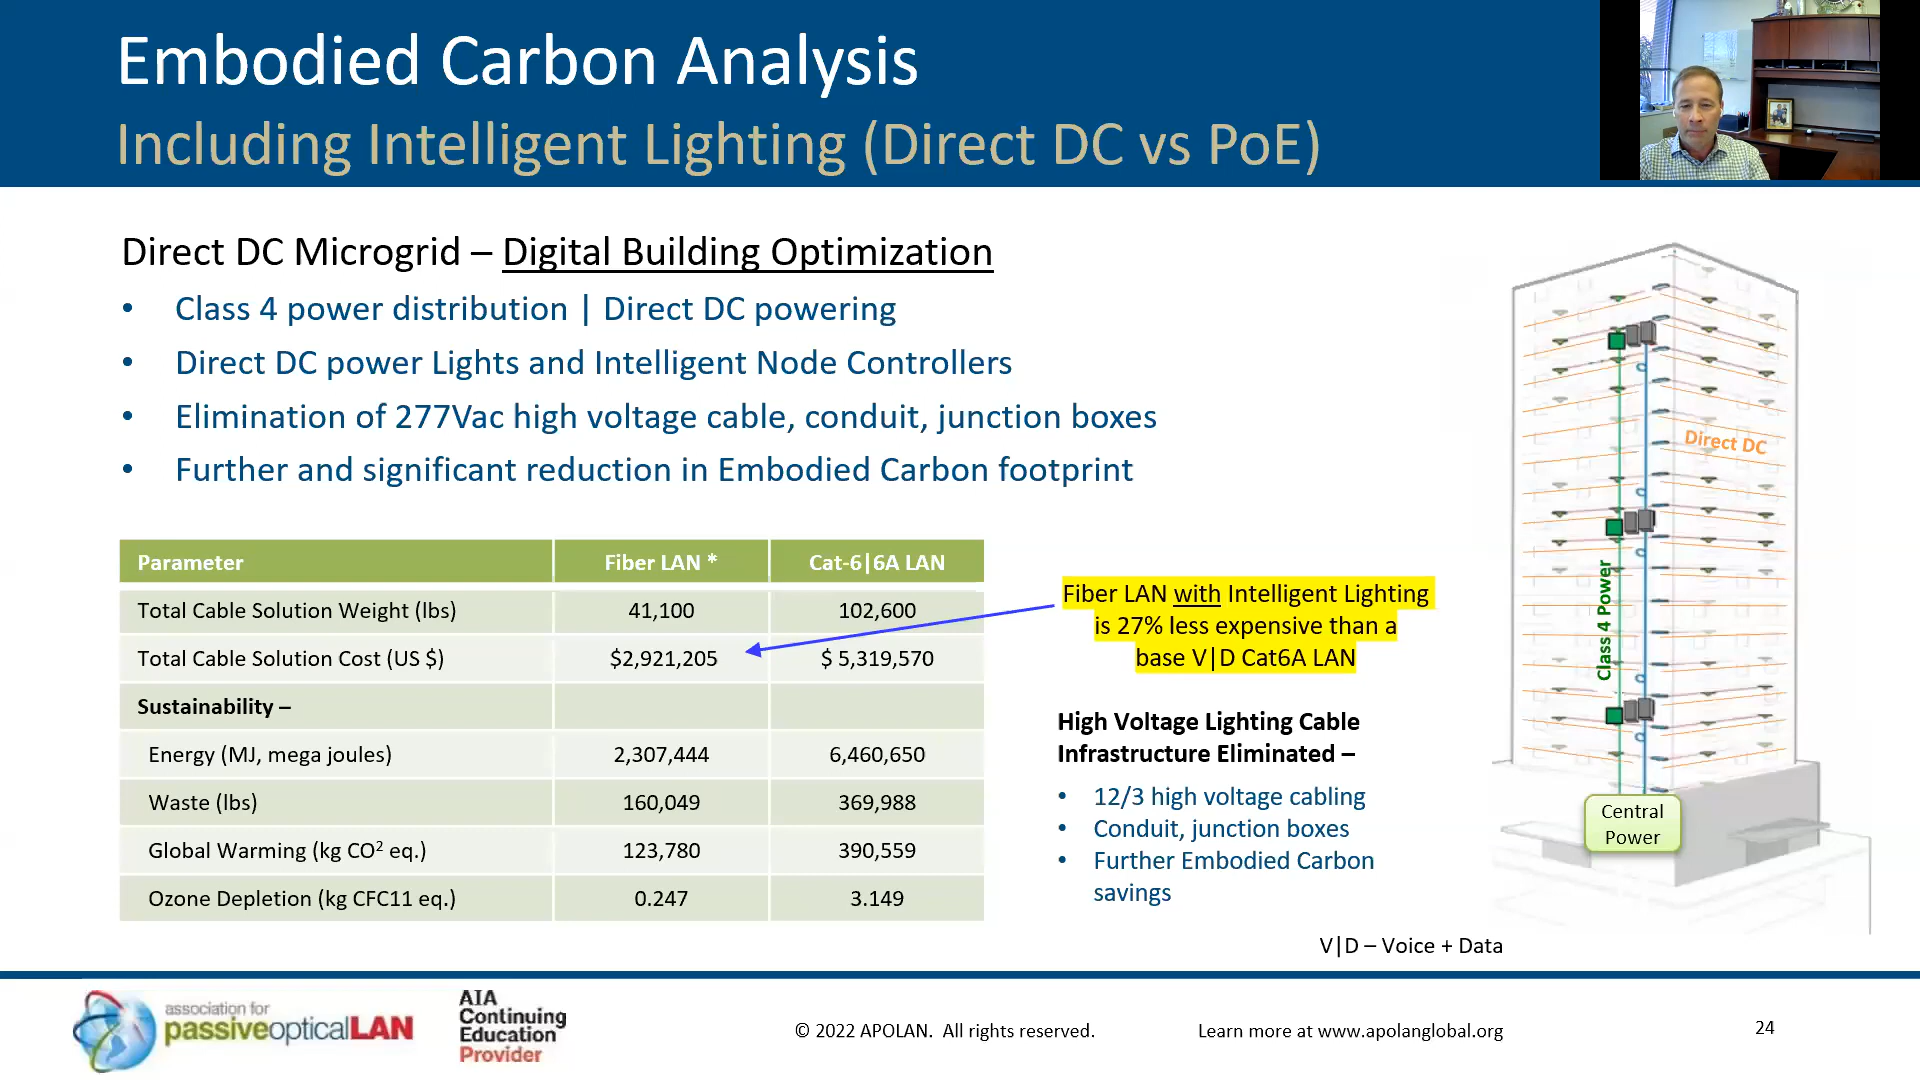 Embodied Carbon Analysis
Including Intelligent Lighting (Direct DC vs PoE)
Direct DC Microgrid – Digital Building Optimization
• Class 4 power distribution | Direct DC powering
• Direct DC power Lights and Intelligent Node Controllers
• Elimination of 277Vac high voltage cable, conduit, junction boxes
• Further and significant reduction in Embodied Carbon footprint
Parameter Fiber LAN * Cat-6|6A LAN
Total Cable Solution Weight (lbs) 41,100 102,600
Total Cable Solution Cost (US $) $2,921,205 $ 5,319,570
Sustainability –
Energy (MJ, mega joules) 2,307,444 6,460,650
Waste (lbs) 160,049 369,988
Global Warming (kg CO² eq.) 123,780 390,559
Ozone Depletion (kg CFC11 eq.) 0.247 3.149
Fiber LAN with Intelligent Lighting
is 27% less expensive than a
base V|D Cat6A LAN
High Voltage Lighting Cable
Infrastructure Eliminated –
• 12/3 high voltage cabling
• Conduit, junction boxes
• Further Embodied Carbon
savings
Direct DC
Class 4 Power
Central
Power
V|D – Voice + Data
association for
passiveopticalLAN
AIA
Continuing
Education
Provider
© 2022 APOLAN. All rights reserved.
Learn more at www.apolanglobal.org
24